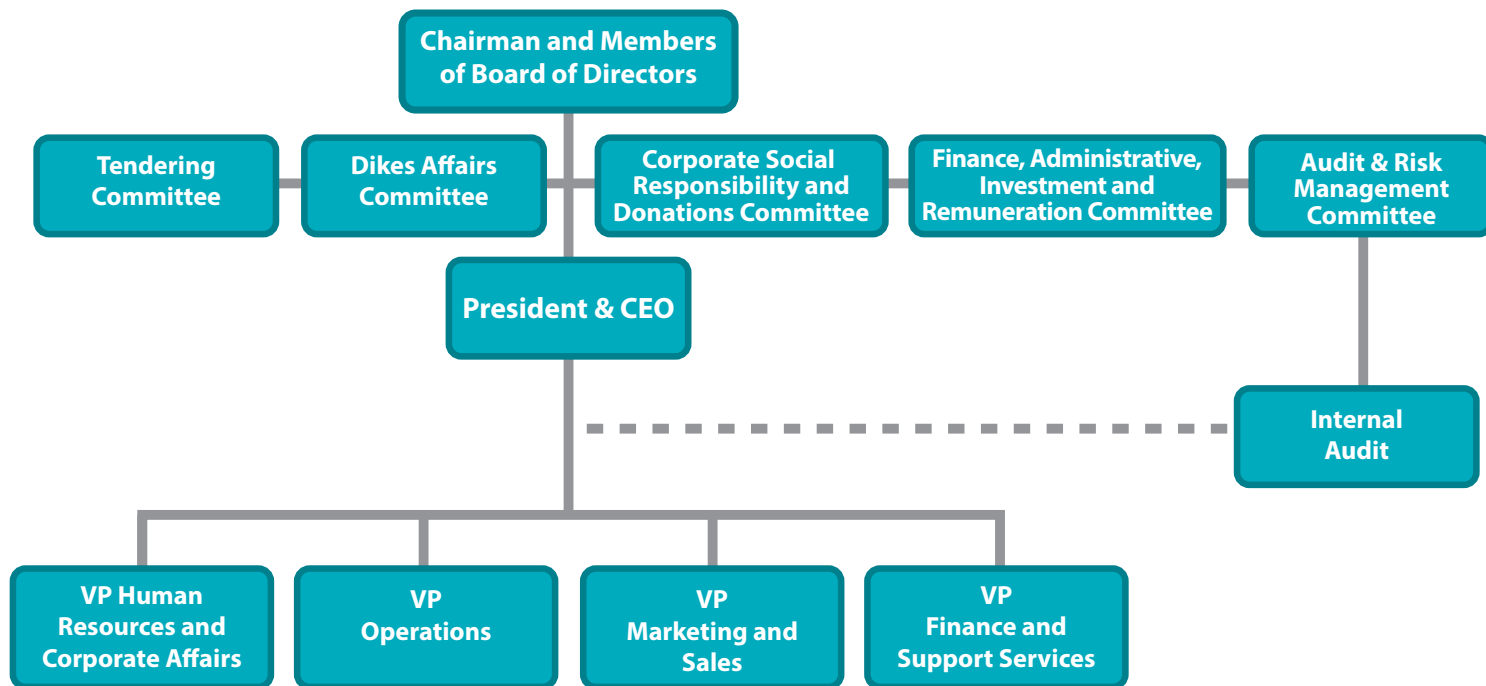 Chairman and Members
of Board of Directors
Tendering
Committee
Dikes Affairs
Committee
Corporate Social
Responsibility and
Donations Committee
Finance, Administrative,
Investment and
Remuneration Committee
Audit & Risk
Management
Committee
President & CEO
Internal
Audit
VP Human
Resources and
Corporate Affairs
VP
Operations
VP
Marketing and
Sales
VP
Finance and
Support Services